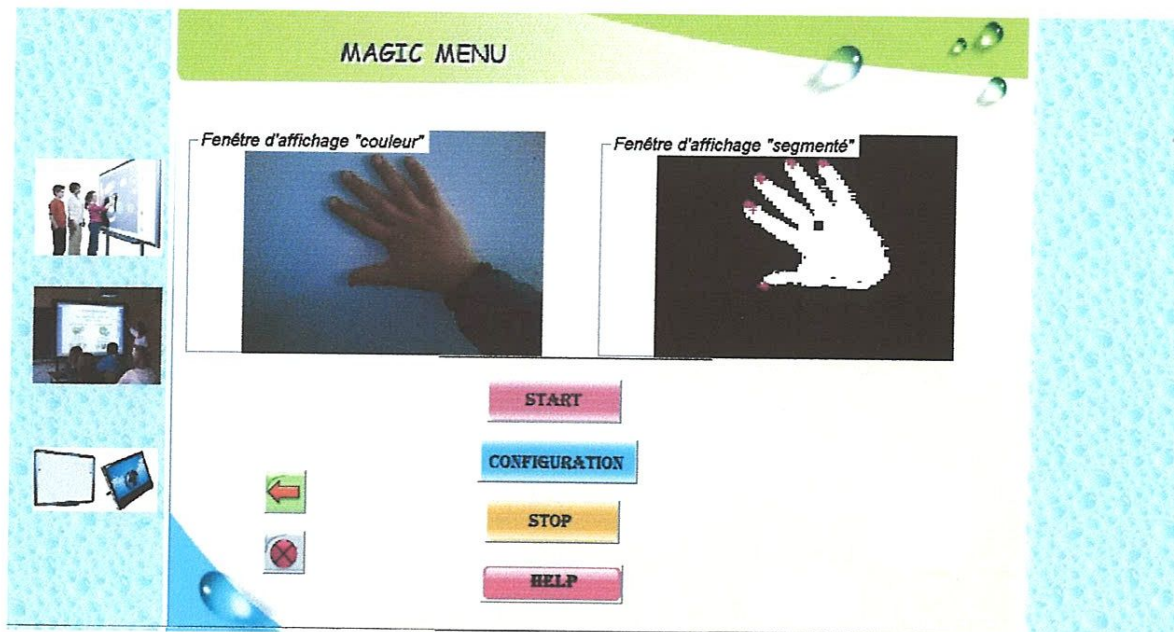 MAGIC MENU
Fenêtre d'affichage "couleur"
Fenêtre d'affichage "segmenté"
START
CONFIGURATION
STOP
HELP